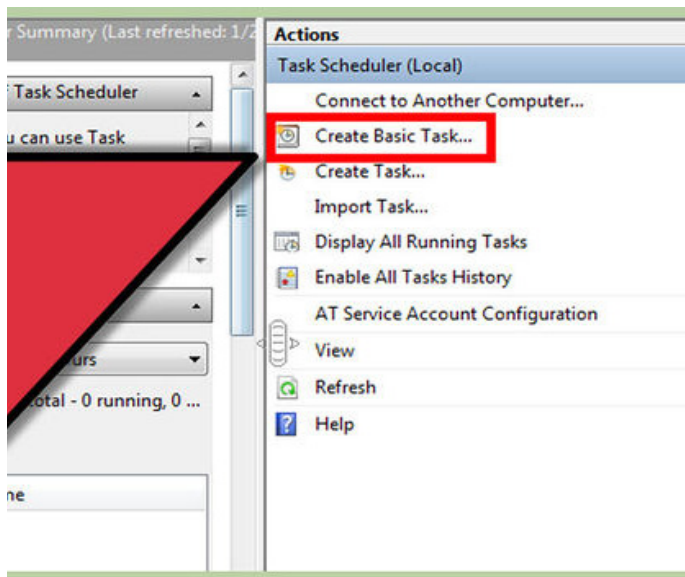 r Summary (Last refreshed: 1/2
f Task Scheduler
u can use Task
urs
otal - 0 running, 0 ...
ne
Actions
Task Scheduler (Local)
Connect to Another Computer...
Create Basic Task...
Create Task...
Import Task...
Display All Running Tasks
Enable All Tasks History
AT Service Account Configuration
View
Refresh
Help